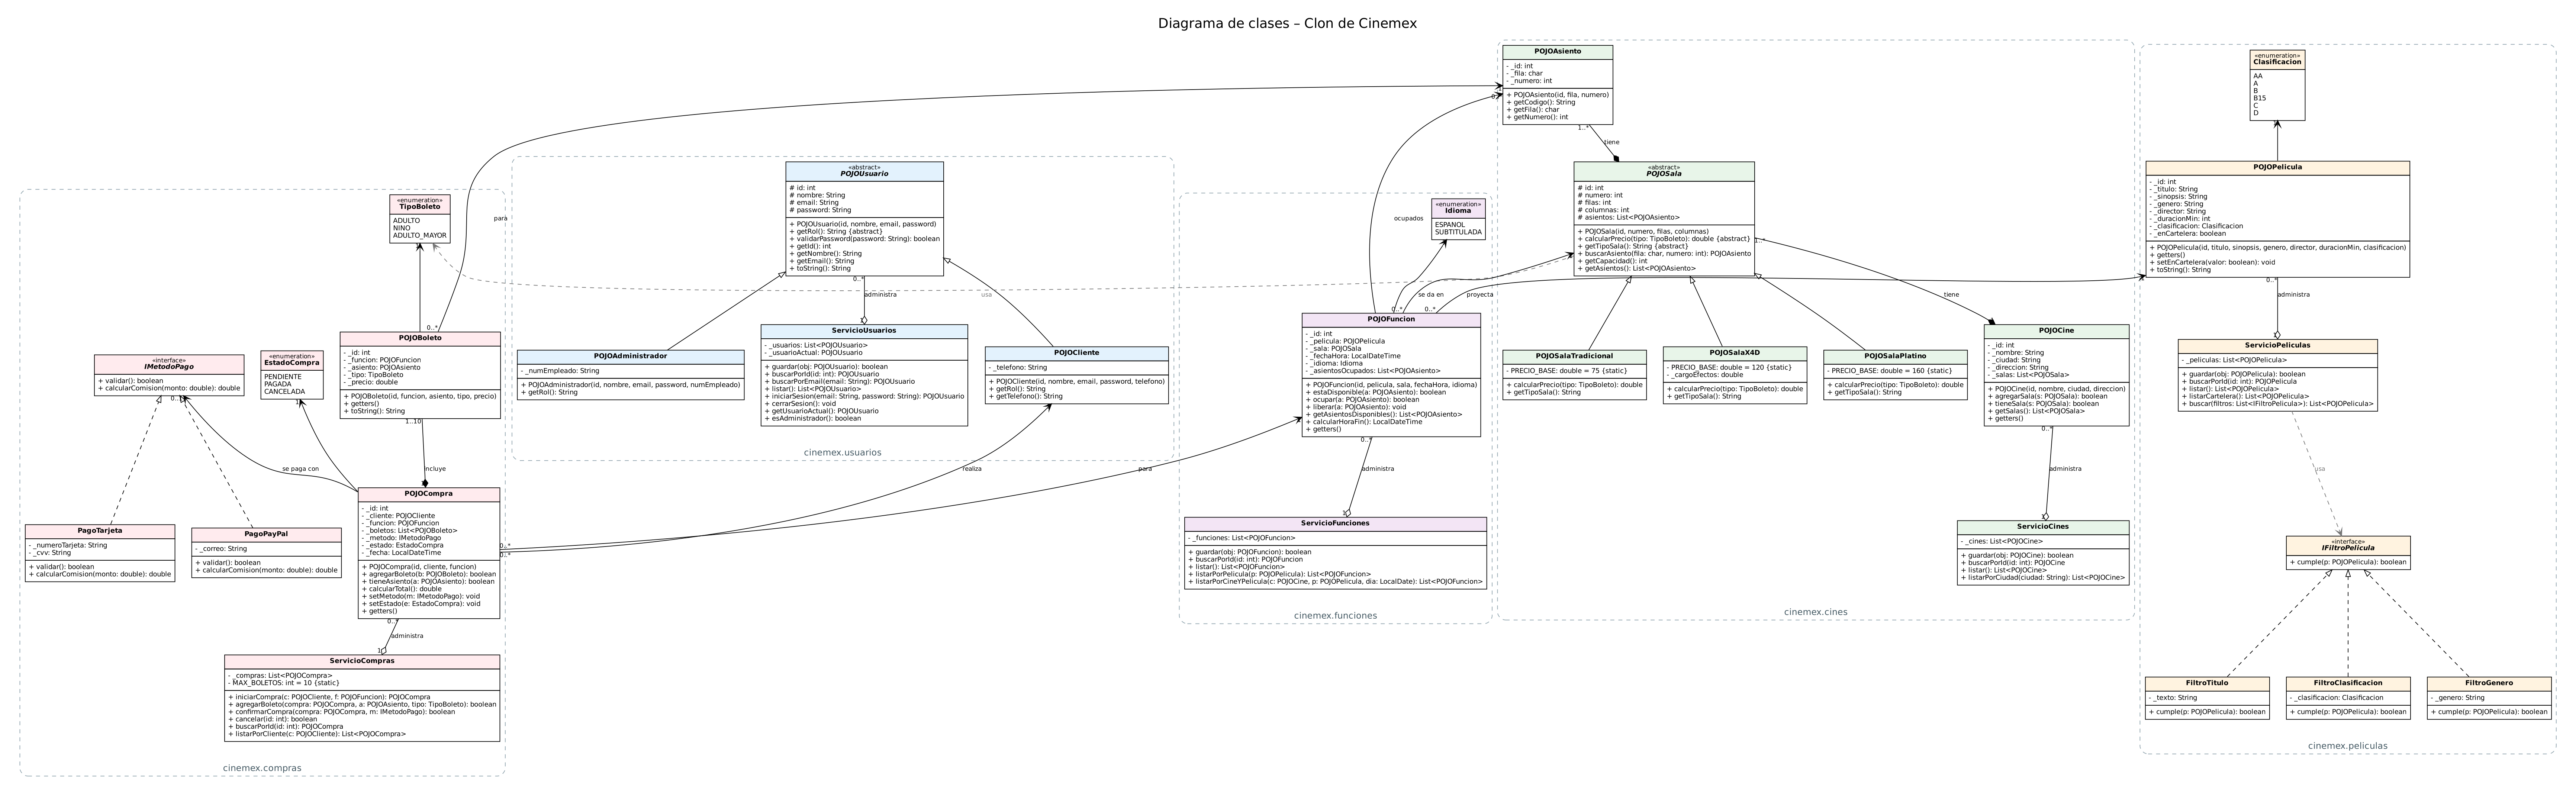 Diagrama de clases – Clon de Cinemex
«enumeration»
TipoBoleto
ADULTO
NINO
ADULTO_MAYOR
para
POJOBoleto
- _id: int
- _funcion: POJOFuncion
- _asiento: POJOAsiento
- _tipo: TipoBoleto
- _precio: double
+ POJOBoleto(id, funcion, asiento, tipo, precio)
+ getters()
+ toString(): String
0..*
1..10
incluye
«interface»
IMetodoPago
+ validar(): boolean
+ calcularComision(monto: double): double
«enumeration»
EstadoCompra
PENDIENTE
PAGADA
CANCELADA
se paga con
POJOCompra
- _id: int
- _cliente: POJOCliente
- _funcion: POJOFuncion
- _boletos: List<POJOBoleto>
- _metodo: IMetodoPago
- _estado: EstadoCompra
- _fecha: LocalDateTime
+ POJOCompra(id, cliente, funcion)
+ agregarBoleto(b: POJOBoleto): boolean
+ tieneAsiento(a: POJOAsiento): boolean
+ calcularTotal(): double
+ setMetodo(m: IMetodoPago): void
+ setEstado(e: EstadoCompra): void
+ getters()
0..*
0..*
0..*
administra
1
PagoTarjeta
- _numeroTarjeta: String
- _cvv: String
+ validar(): boolean
+ calcularComision(monto: double): double
PagoPayPal
- _correo: String
+ validar(): boolean
+ calcularComision(monto: double): double
ServicioCompras
- _compras: List<POJOCompra>
- MAX_BOLETOS: int = 10 {static}
+ iniciarCompra(c: POJOCliente, f: POJOFuncion): POJOCompra
+ agregarBoleto(compra: POJOCompra, a: POJOAsiento, tipo: TipoBoleto): boolean
+ confirmarCompra(compra: POJOCompra, m: IMetodoPago): boolean
+ cancelar(id: int): boolean
+ buscarPorId(id: int): POJOCompra
+ listarPorCliente(c: POJOCliente): List<POJOCompra>
cinemex.compras
«abstract»
POJOUsuario
# id: int
# nombre: String
# email: String
# password: String
+ POJOUsuario(id, nombre, email, password)
+ getRol(): String {abstract}
+ validarPassword(password: String): boolean
+ getId(): int
+ getNombre(): String
+ getEmail(): String
+ toString(): String
0..*
administra
usa
POJOAdministrador
- _numEmpleado: String
+ POJOAdministrador(id, nombre, email, password, numEmpleado)
+ getRol(): String
ServicioUsuarios
- _usuarios: List<POJOUsuario>
- _usuarioActual: POJOUsuario
+ guardar(obj: POJOUsuario): boolean
+ buscarPorId(id: int): POJOUsuario
+ buscarPorEmail(email: String): POJOUsuario
+ listar(): List<POJOUsuario>
+ iniciarSesion(email: String, password: String): POJOUsuario
+ cerrarSesion(): void
+ getUsuarioActual(): POJOUsuario
+ esAdministrador(): boolean
POJOCliente
- _telefono: String
+ POJOCliente(id, nombre, email, password, telefono)
+ getRol(): String
+ getTelefono(): String
cinemex.usuarios
realiza
para
«enumeration»
Idioma
ESPANOL
SUBTITULADA
ocupados
se da en
proyecta
0..*
0..*
POJOFuncion
- _id: int
- _pelicula: POJOPelicula
- _sala: POJOSala
- _fechaHora: LocalDateTime
- _idioma: Idioma
- _asientosOcupados: List<POJOAsiento>
+ POJOFuncion(id, pelicula, sala, fechaHora, idioma)
+ estaDisponible(a: POJOAsiento): boolean
+ ocupar(a: POJOAsiento): boolean
+ liberar(a: POJOAsiento): void
+ getAsientosDisponibles(): List<POJOAsiento>
+ calcularHoraFin(): LocalDateTime
+ getters()
0..*
administra
1
ServicioFunciones
- _funciones: List<POJOFuncion>
+ guardar(obj: POJOFuncion): boolean
+ buscarPorId(id: int): POJOFuncion
+ listar(): List<POJOFuncion>
+ listarPorPelicula(p: POJOPelicula): List<POJOFuncion>
+ listarPorCineYPelicula(c: POJOCine, p: POJOPelicula, dia: LocalDate): List<POJOFuncion>
cinemex.funciones
POJOAsiento
- _id: int
- _fila: char
- _numero: int
+ POJOAsiento(id, fila, numero)
+ getCodigo(): String
+ getFila(): char
+ getNumero(): int
1..*
tiene
«abstract»
POJOSala
# id: int
# numero: int
# filas: int
# columnas: int
# asientos: List<POJOAsiento>
+ POJOSala(id, numero, filas, columnas)
+ calcularPrecio(tipo: TipoBoleto): double {abstract}
+ getTipoSala(): String {abstract}
+ buscarAsiento(fila: char, numero: int): POJOAsiento
+ getCapacidad(): int
+ getAsientos(): List<POJOAsiento>
1..*
tiene
POJOSalaTradicional
- PRECIO_BASE: double = 75 {static}
+ calcularPrecio(tipo: TipoBoleto): double
+ getTipoSala(): String
POJOSalaX4D
- PRECIO_BASE: double = 120 {static}
- _cargoEfectos: double
+ calcularPrecio(tipo: TipoBoleto): double
+ getTipoSala(): String
POJOSalaPlatino
- PRECIO_BASE: double = 160 {static}
+ calcularPrecio(tipo: TipoBoleto): double
+ getTipoSala(): String
POJOCine
- _id: int
- _nombre: String
- _ciudad: String
- _direccion: String
- _salas: List<POJOSala>
+ POJOCine(id, nombre, ciudad, direccion)
+ agregarSala(s: POJOSala): boolean
+ tieneSala(s: POJOSala): boolean
+ getSalas(): List<POJOSala>
+ getters()
0..*
administra
1
ServicioCines
- _cines: List<POJOCine>
+ guardar(obj: POJOCine): boolean
+ buscarPorId(id: int): POJOCine
+ listar(): List<POJOCine>
+ listarPorCiudad(ciudad: String): List<POJOCine>
cinemex.cines
«enumeration»
Clasificacion
AA
A
B
B15
C
D
POJOPelicula
- _id: int
- _titulo: String
- _sinopsis: String
- _genero: String
- _director: String
- _duracionMin: int
- _clasificacion: Clasificacion
- _enCartelera: boolean
+ POJOPelicula(id, titulo, sinopsis, genero, director, duracionMin, clasificacion)
+ getters()
+ setEnCartelera(valor: boolean): void
+ toString(): String
0..*
administra
ServicioPeliculas
- _peliculas: List<POJOPelicula>
+ guardar(obj: POJOPelicula): boolean
+ buscarPorId(id: int): POJOPelicula
+ listar(): List<POJOPelicula>
+ listarCartelera(): List<POJOPelicula>
+ buscar(filtros: List<IFiltroPelicula>): List<POJOPelicula>
usa
«interface»
IFiltroPelicula
+ cumple(p: POJOPelicula): boolean
FiltroTitulo
- _texto: String
+ cumple(p: POJOPelicula): boolean
FiltroClasificacion
- _clasificacion: Clasificacion
+ cumple(p: POJOPelicula): boolean
FiltroGenero
- _genero: String
+ cumple(p: POJOPelicula): boolean
cinemex.peliculas